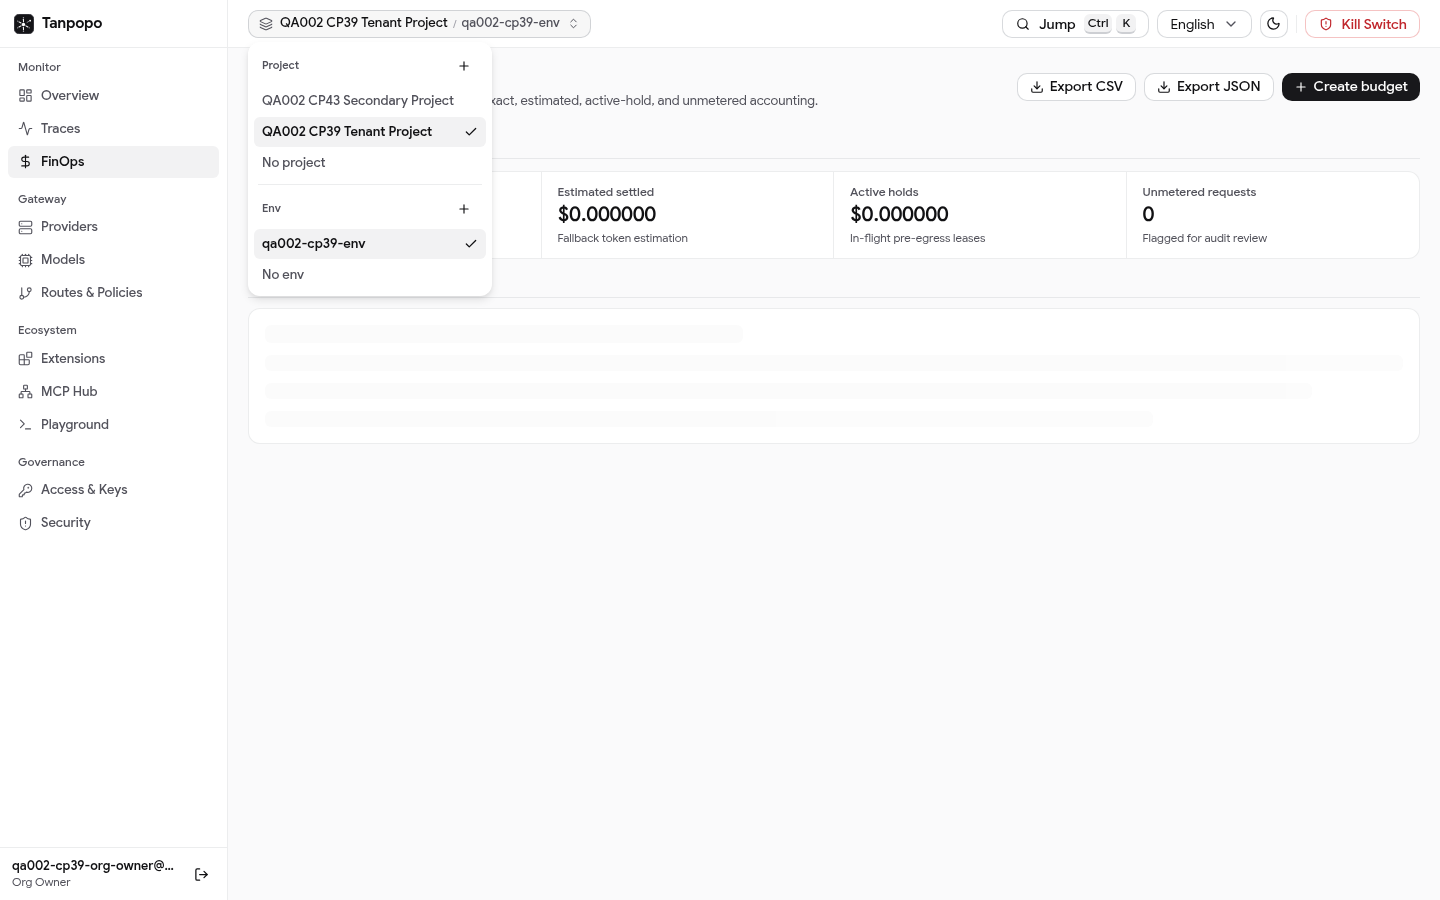 Tanpopo
QA002 CP39 Tenant Project / qa002-cp39-env
Jump Ctrl K
English
Kill Switch
Monitor
Overview
Traces
FinOps
Gateway
Providers
Models
Routes & Policies
Ecosystem
Extensions
MCP Hub
Playground
Governance
Access & Keys
Security
qa002-cp39-org-owner@...
Org Owner
Project
QA002 CP43 Secondary Project
QA002 CP39 Tenant Project
No project
Env
qa002-cp39-env
No env
exact, estimated, active-hold, and unmetered accounting.
Export CSV
Export JSON
Create budget
Estimated settled
$0.000000
Fallback token estimation
Active holds
$0.000000
In-flight pre-egress leases
Unmetered requests
0
Flagged for audit review